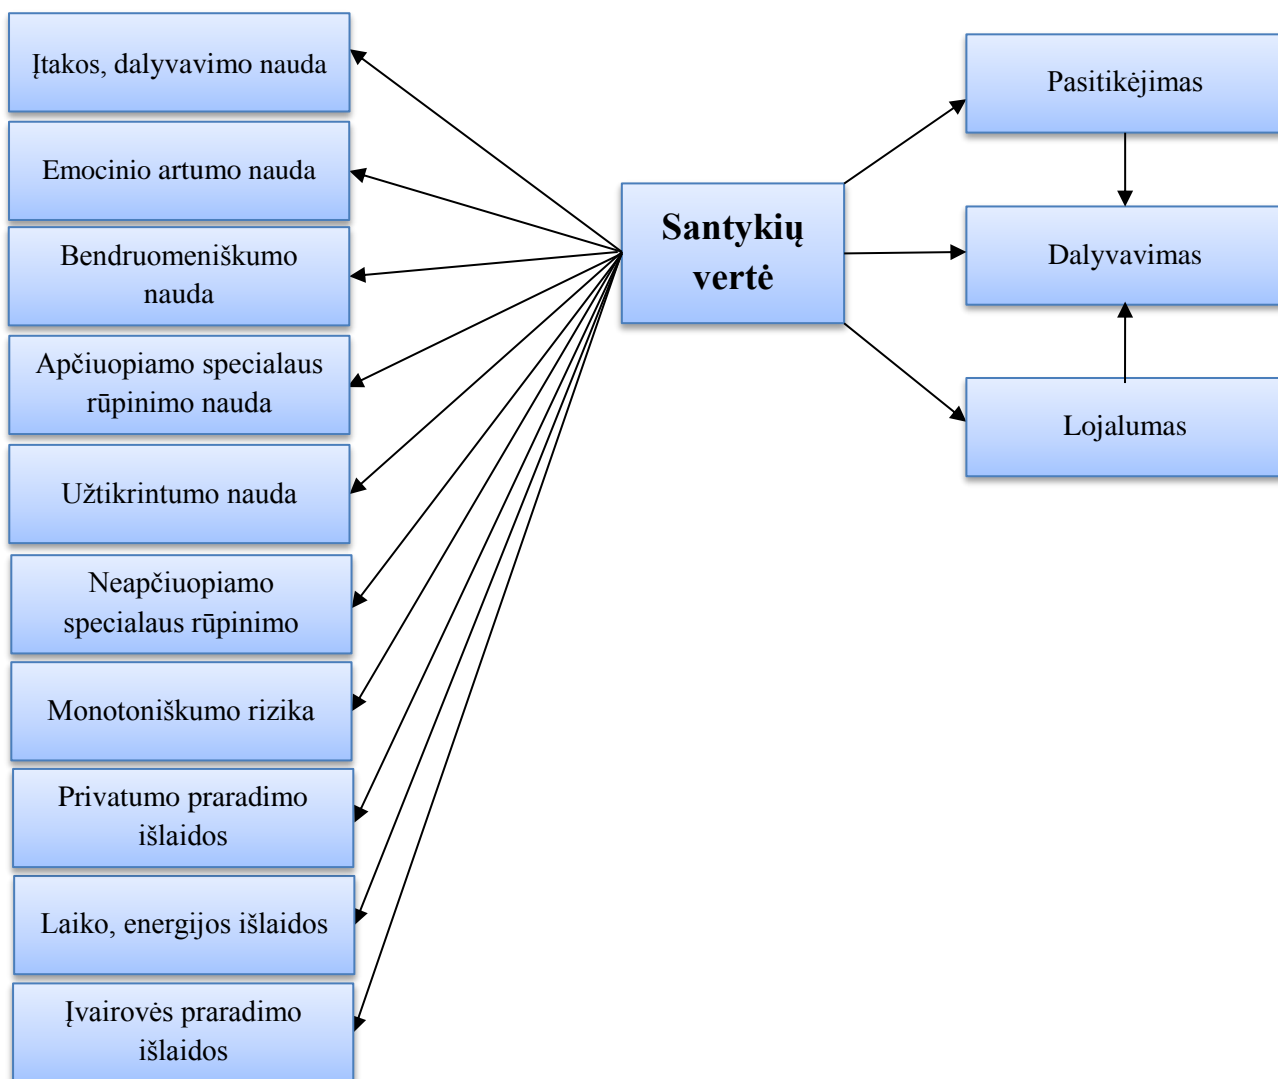 Įtakos, dalyvavimo nauda
Emocinio artumo nauda
Bendruomeniškumo
nauda
Apčiuopiamo specialaus
rūpinimo nauda
Užtikrintumo nauda
Neapčiuopiamo
specialaus rūpinimo
Monotoniškumo rizika
Privatumo praradimo
išlaidos
Laiko, energijos išlaidos
Įvairovės praradimo
išlaidos
Santykių
vertė
Pasitikėjimas
Dalyvavimas
Lojalumas